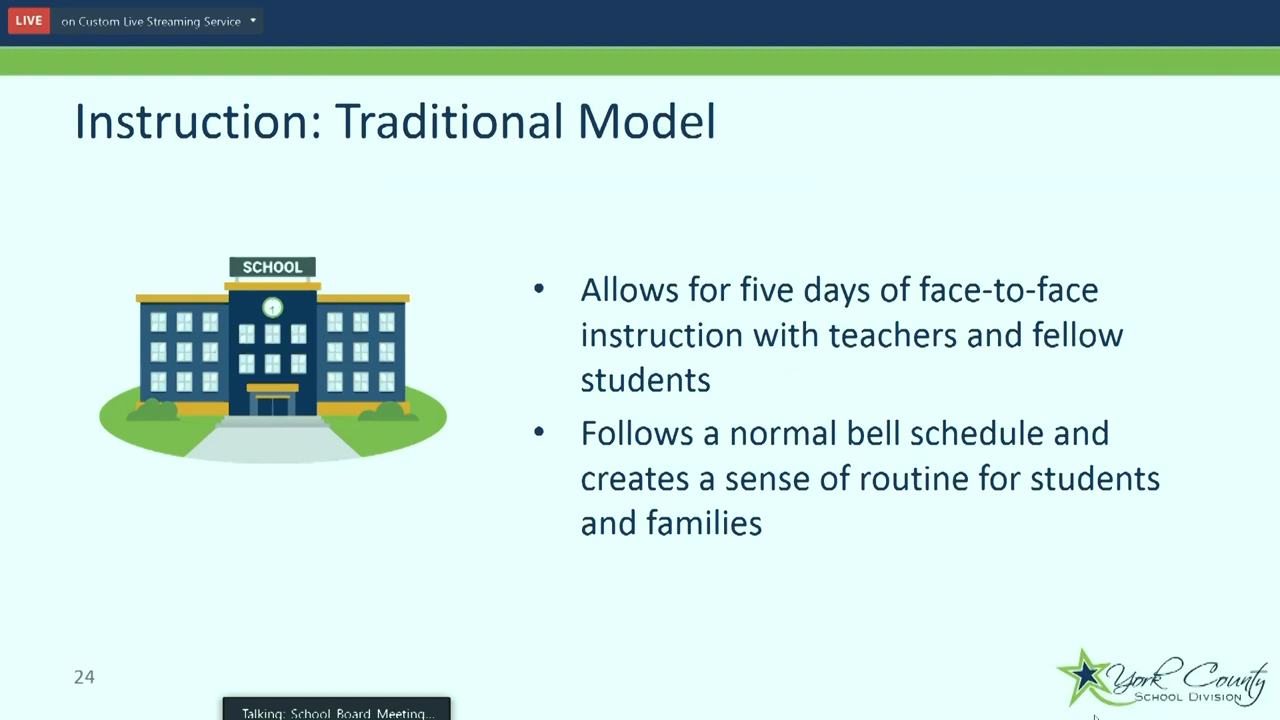 LIVE on Custom Live Streaming Service
Instruction: Traditional Model
SCHOOL
• Allows for five days of face-to-face
instruction with teachers and fellow
students
• Follows a normal bell schedule and
creates a sense of routine for students
and families
24
York County
SCHOOL DIVISION
Talking: School Board Meeting...